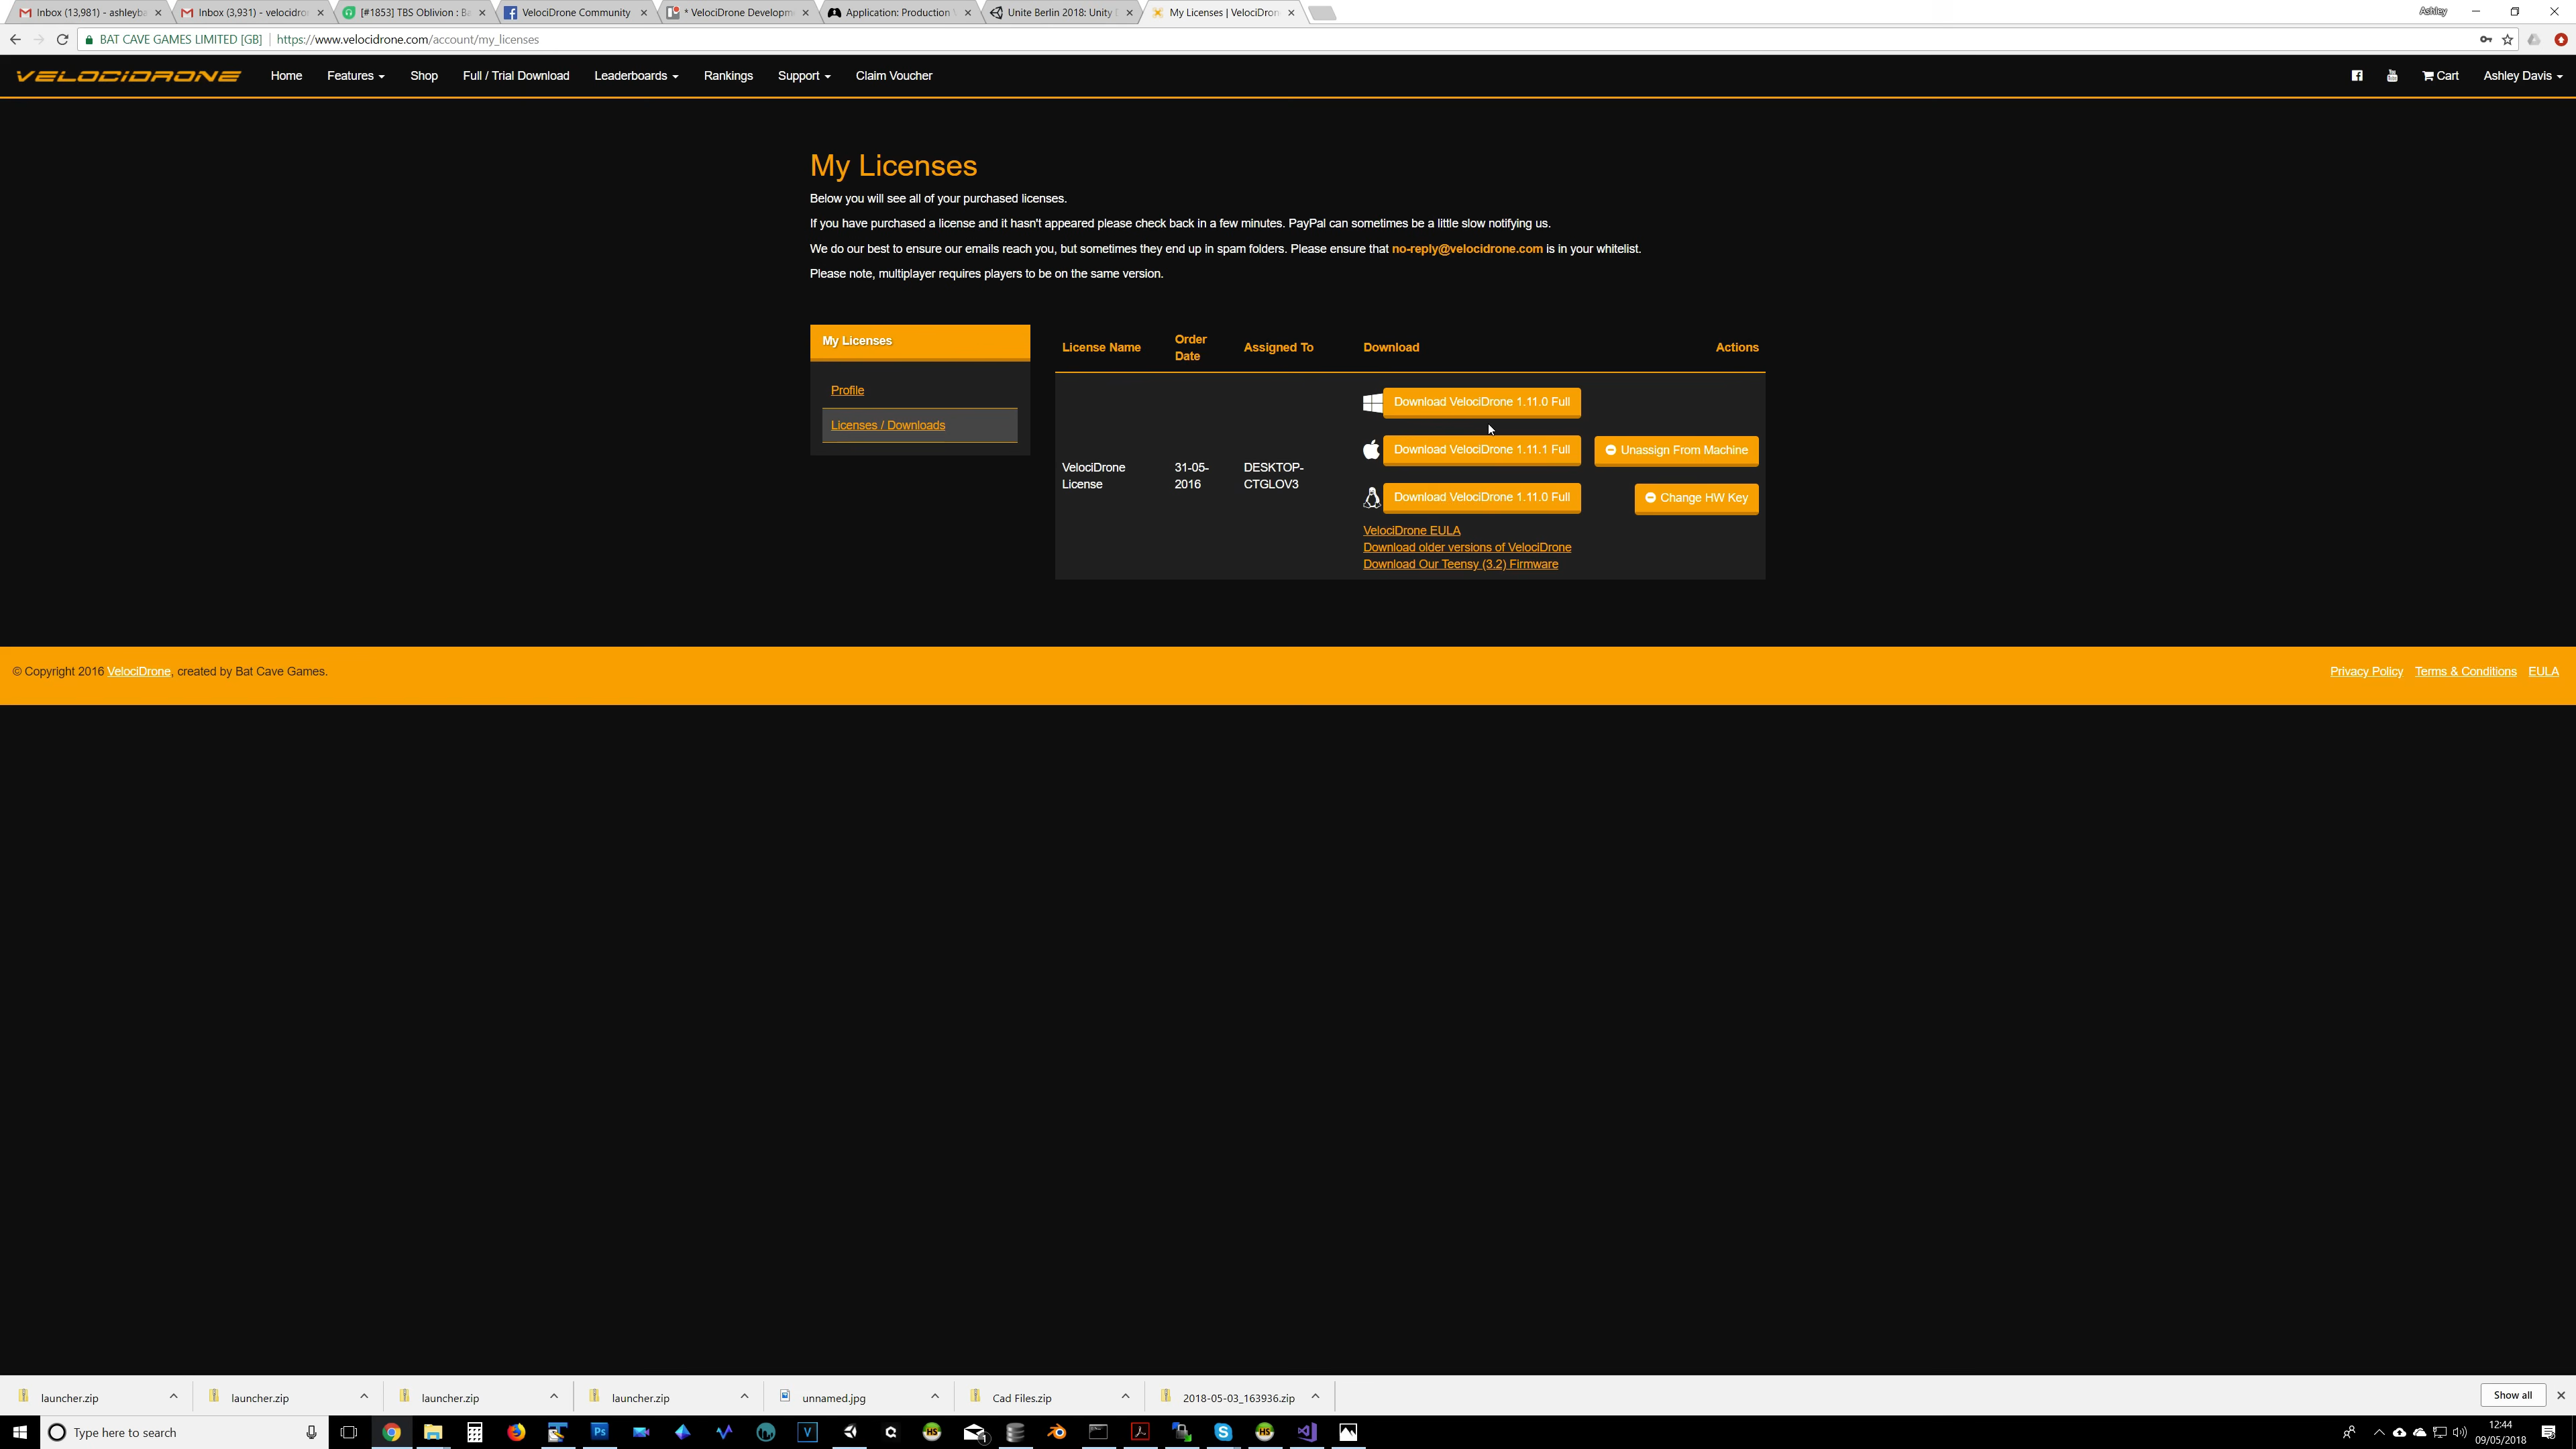 Inbox (13,981) - ashleyba
Inbox (3,931) - velocidro
[#1853] TBS Oblivion : Ba
VelociDrone Community
* VelociDrone Developme
Application: Production
Unite Berlin 2018: Unity
My Licenses | VelociDron
Ashley
BAT CAVE GAMES LIMITED [GB]
https://www.velocidrone.com/account/my_licenses
VELOCIDRONE
Home
Features
Shop
Full / Trial Download
Leaderboards
Rankings
Support
Claim Voucher
Cart
Ashley Davis
My Licenses
Below you will see all of your purchased licenses.
If you have purchased a license and it hasn't appeared please check back in a few minutes. PayPal can sometimes be a little slow notifying us.
We do our best to ensure our emails reach you, but sometimes they end up in spam folders. Please ensure that no-reply@velocidrone.com is in your whitelist.
Please note, multiplayer requires players to be on the same version.
My Licenses
Profile
Licenses / Downloads
License Name
Order
Date
Assigned To
Download
Actions
VelociDrone
License
31-05-
2016
DESKTOP-
CTGLOV3
Download VelociDrone 1.11.0 Full
Download VelociDrone 1.11.1 Full
Download VelociDrone 1.11.0 Full
VelociDrone EULA
Download older versions of VelociDrone
Download Our Teensy (3.2) Firmware
Unassign From Machine
Change HW Key
© Copyright 2016 VelociDrone, created by Bat Cave Games.
Privacy Policy
Terms & Conditions
EULA
launcher.zip
launcher.zip
launcher.zip
launcher.zip
unnamed.jpg
Cad Files.zip
2018-05-03_163936.zip
Show all
Type here to search
Ps
V
HS
1
HS
12:44
09/05/2018